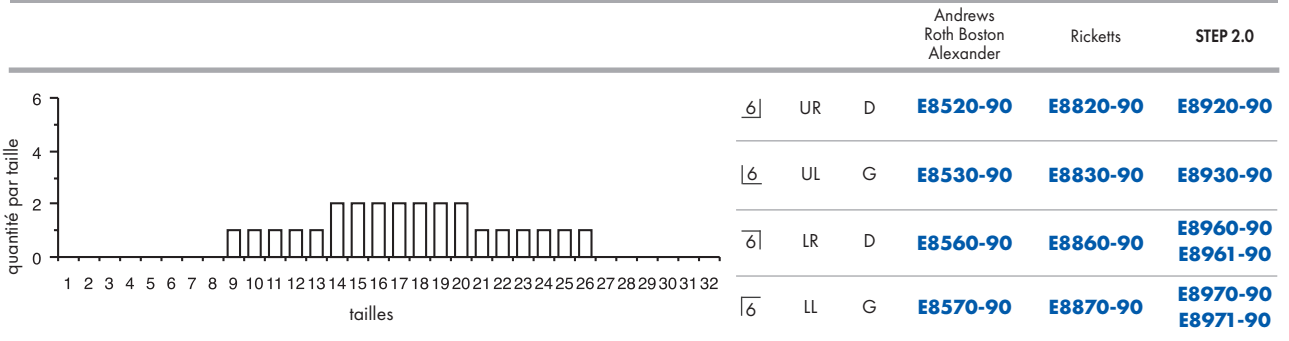 Andrews
Roth Boston
Alexander
Ricketts
STEP 2.0
quantité par taille
6
4
2
0
1 2 3 4 5 6 7 8 9 10 11 12 13 14 15 16 17 18 19 20 21 22 23 24 25 26 27 28 29 30 31 32
tailles
6 UR D E8520-90 E8820-90 E8920-90
6 UL G E8530-90 E8830-90 E8930-90
6 LR D E8560-90 E8860-90 E8960-90
E8961-90
6 LL G E8570-90 E8870-90 E8970-90
E8971-90